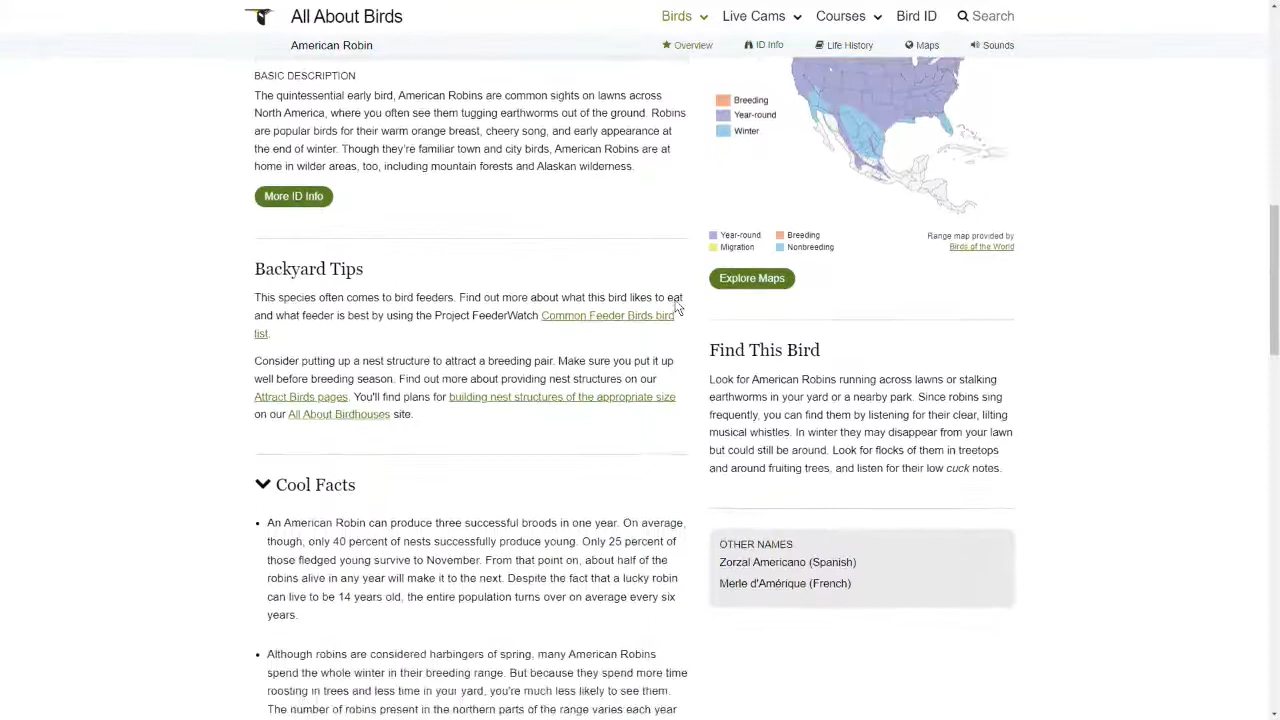 All About Birds
Birds
Live Cams
Courses
Bird ID
Search
American Robin
Overview
ID Info
Life History
Maps
Sounds
BASIC DESCRIPTION
The quintessential early bird, American Robins are common sights on lawns across
North America, where you often see them tugging earthworms out of the ground. Robins
are popular birds for their warm orange breast, cheery song, and early appearance at
the end of winter. Though they're familiar town and city birds, American Robins are at
home in wilder areas, too, including mountain forests and Alaskan wilderness.
More ID Info
Backyard Tips
This species often comes to bird feeders. Find out more about what this bird likes to eat
and what feeder is best by using the Project FeederWatch Common Feeder Birds bird
list.
Consider putting up a nest structure to attract a breeding pair. Make sure you put it up
well before breeding season. Find out more about providing nest structures on our
Attract Birds pages. You'll find plans for building nest structures of the appropriate size
on our All About Birdhouses site.
Cool Facts
• An American Robin can produce three successful broods in one year. On average,
though, only 40 percent of nests successfully produce young. Only 25 percent of
those fledged young survive to November. From that point on, about half of the
robins alive in any year will make it to the next. Despite the fact that a lucky robin
can live to be 14 years old, the entire population turns over on average every six
years.
• Although robins are considered harbingers of spring, many American Robins
spend the whole winter in their breeding range. But because they spend more time
roosting in trees and less time in your yard, you're much less likely to see them.
The number of robins present in the northern parts of the range varies each year
Breeding
Year-round
Winter
Year-round
Breeding
Migration
Nonbreeding
Range map provided by
Birds of the World
Explore Maps
Find This Bird
Look for American Robins running across lawns or stalking
earthworms in your yard or a nearby park. Since robins sing
frequently, you can find them by listening for their clear, lilting
musical whistles. In winter they may disappear from your lawn
but could still be around. Look for flocks of them in treetops
and around fruiting trees, and listen for their low cuck notes.
OTHER NAMES
Zorzal Americano (Spanish)
Merle d'Amérique (French)